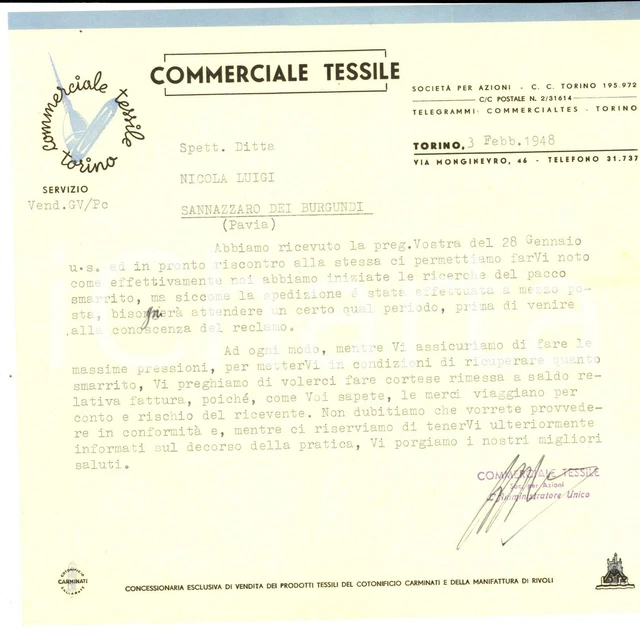 commerciale tessile
torino
COMMERCIALE TESSILE
SOCIETÀ PER AZIONI - C. C. TORINO 195.972
C/C POSTALE N. 2/31614
TELEGRAMMI: COMMERCIALTES - TORINO
TORINO, 3 Febb. 1948
VIA MONGINEVRO, 46 - TELEFONO 31.737
SERVIZIO
Vend.GV/Pc
Spett. Ditta
NICOLA LUIGI
SANNAZZARO DEI BURGUNDI
(Pavia)
Abbiamo ricevuto la preg.Vostra del 28 Gennaio
u.s. ed in pronto riscontro alla stessa ci permettiamo farVi noto
come effettivamente noi abbiamo iniziate le ricerche del pacco
smarrito, ma siccome la spedizione é stata effettuata a mezzo po-
sta, bisognerà attendere un certo qual periodo, prima di venire
alla conoscenza del reclamo.
Ad ogni modo, mentre Vi assicuriamo di fare le
massime pressioni, per metterVi in condizioni di ricuperare quanto
smarrito, Vi preghiamo di volerci fare cortese rimessa a saldo re-
lativa fattura, poiché, come Voi sapete, le merci viaggiano per
conto e rischio del ricevente. Non dubitiamo che vorrete provvede-
re in conformità e, mentre ci riserviamo di tenerVi ulteriormente
informati sul decorso della pratica, Vi porgiamo i nostri migliori
saluti.
COMMERCIALE TESSILE
Soc. per Azioni
L'Amministratore Unico
COTONIFICIO
CARMINATI
CONCESSIONARIA ESCLUSIVA DI VENDITA DEI PRODOTTI TESSILI DEL COTONIFICIO CARMINATI E DELLA MANIFATTURA DI RIVOLI